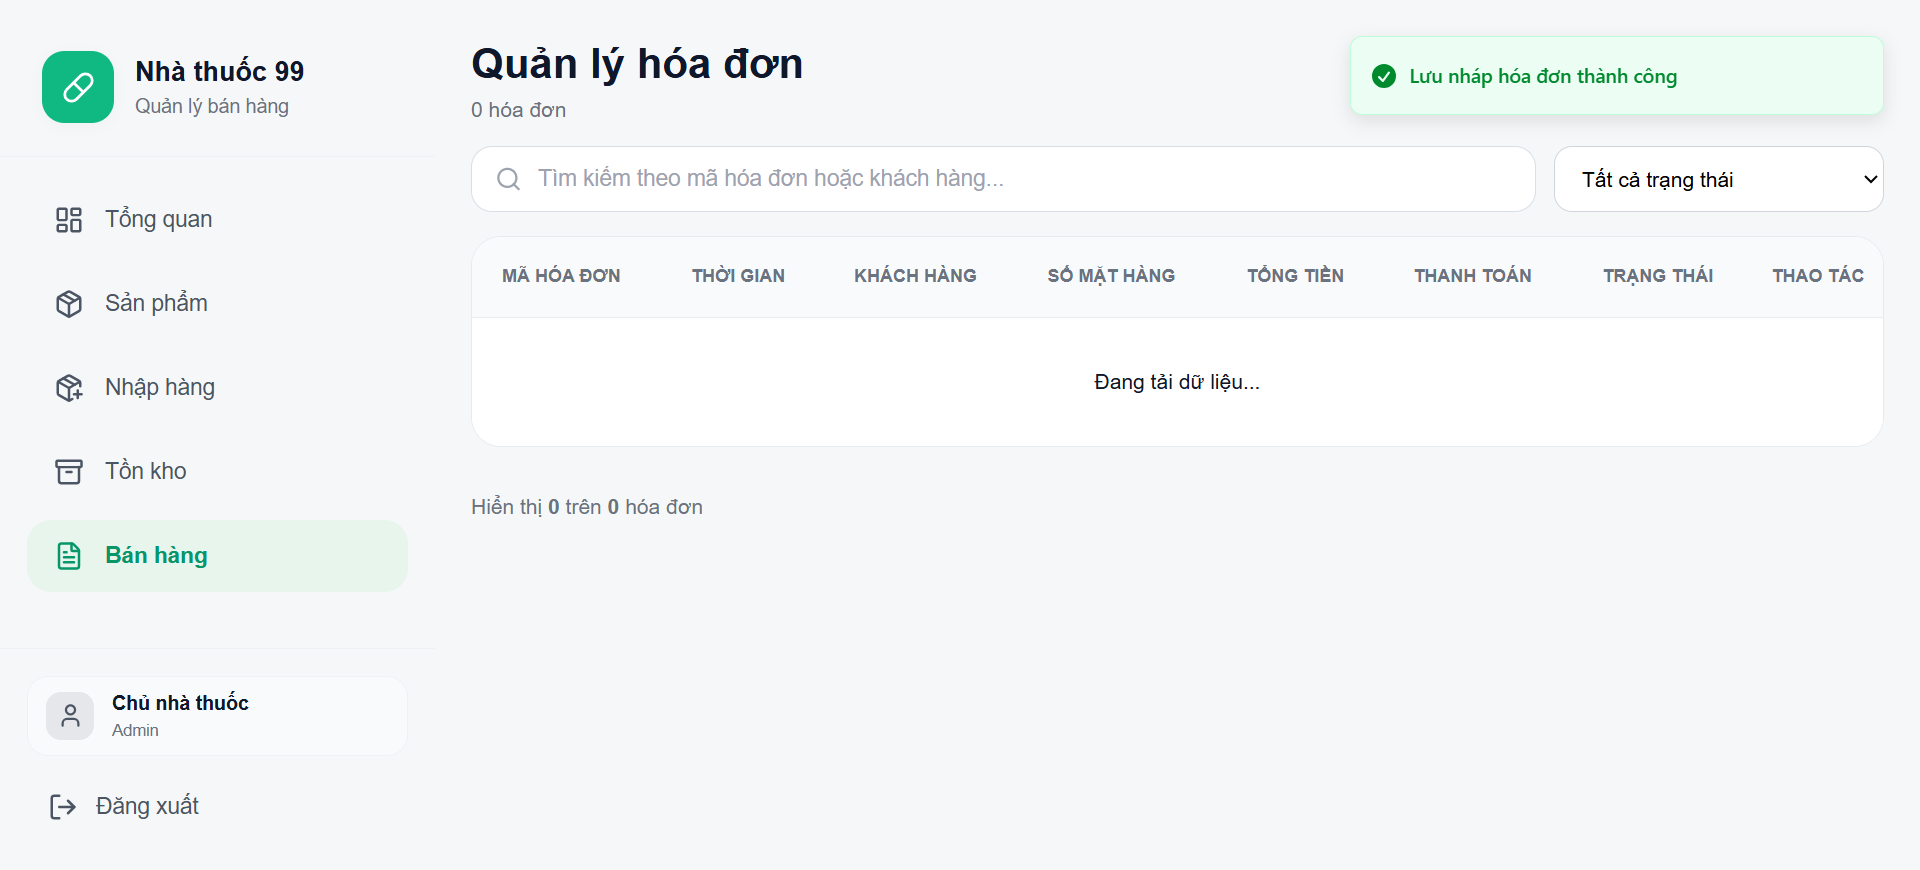 Nhà thuốc 99
Quản lý bán hàng
Tổng quan
Sản phẩm
Nhập hàng
Tồn kho
Bán hàng
Chủ nhà thuốc
Admin
Đăng xuất
Quản lý hóa đơn
0 hóa đơn
Lưu nháp hóa đơn thành công
Tìm kiếm theo mã hóa đơn hoặc khách hàng...
Tất cả trạng thái
MÃ HÓA ĐƠN THỜI GIAN KHÁCH HÀNG SỐ MẶT HÀNG TỔNG TIỀN THANH TOÁN TRẠNG THÁI THAO TÁC
Đang tải dữ liệu...
Hiển thị 0 trên 0 hóa đơn